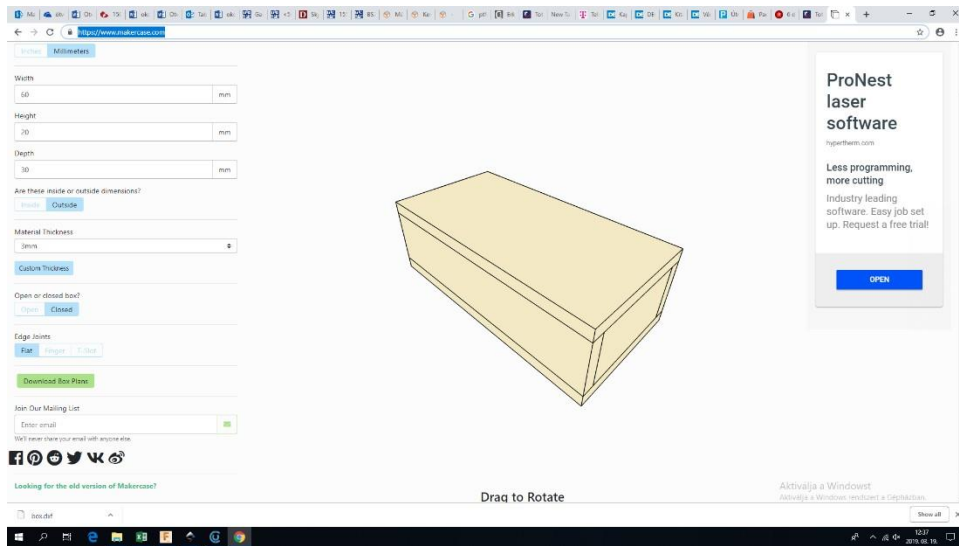 https://www.makercase.com
Inches Millimeters
Width
60 mm
Height
20 mm
Depth
30 mm
Are these inside or outside dimensions?
Inside Outside
Material Thickness
3mm
Custom Thickness
Open or closed box?
Open Closed
Edge Joints
Flat Finger T-Slot
Download Box Plans
Join Our Mailing List
Enter email
We'll never share your email with anyone else.
Looking for the old version of Makercase?
Drag to Rotate
ProNest
laser
software
hypertherm.com
Less programming,
more cutting
Industry leading
software. Easy job set
up. Request a free trial!
OPEN
Aktiválja a Windowst
Aktiválja a Windows rendszert a Gépházban.
box.dxf
Show all
12:37
2019. 03. 19.